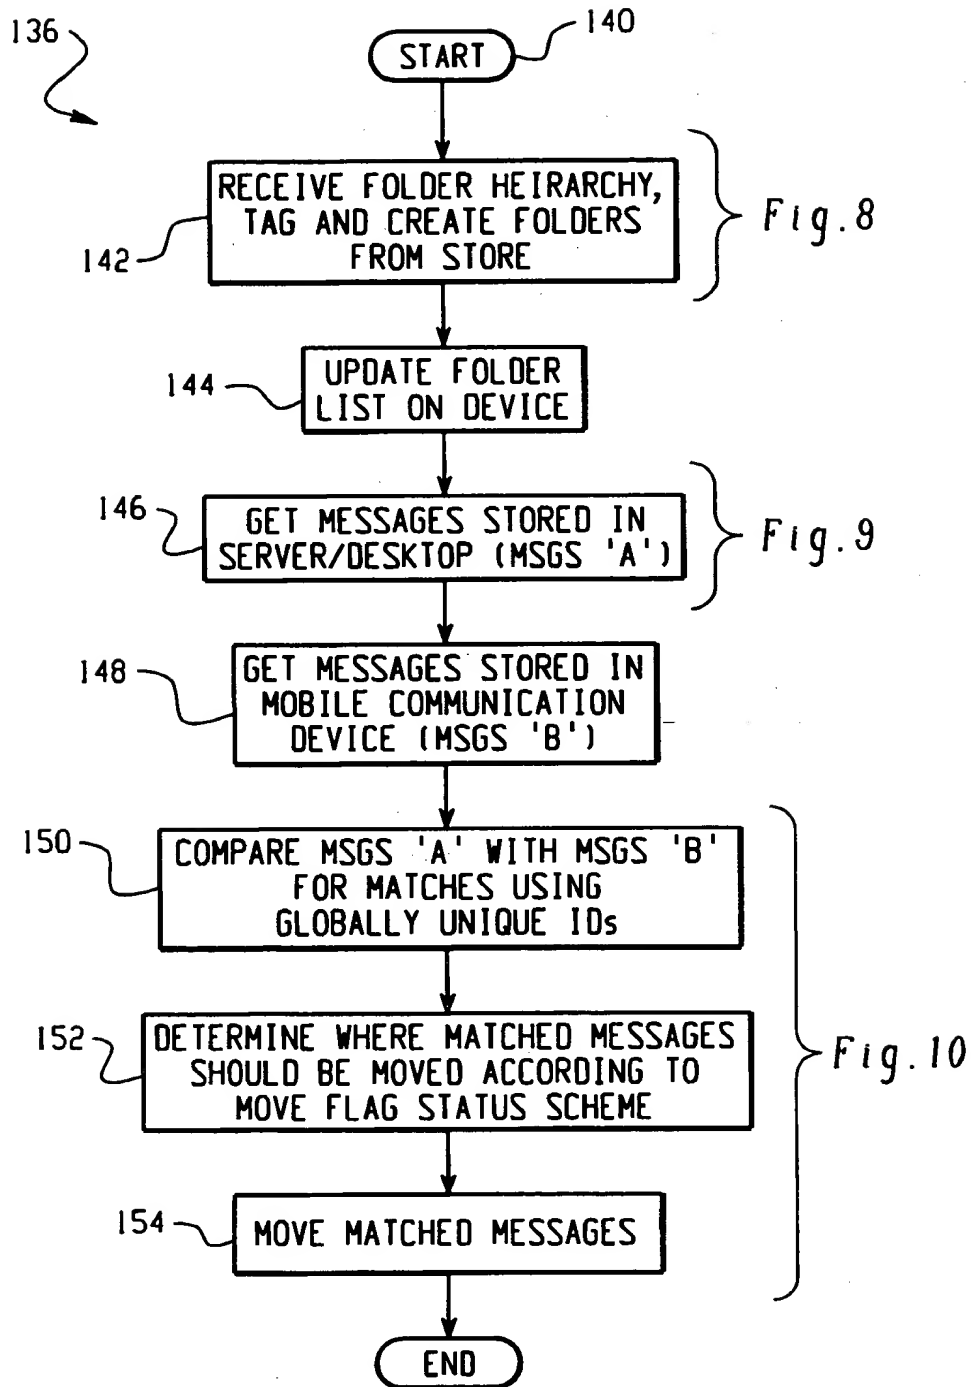 136
START
140
RECEIVE FOLDER HEIRARCHY,
TAG AND CREATE FOLDERS
FROM STORE
142
Fig.8
UPDATE FOLDER
LIST ON DEVICE
144
GET MESSAGES STORED IN
SERVER/DESKTOP (MSGS 'A')
146
Fig.9
GET MESSAGES STORED IN
MOBILE COMMUNICATION
DEVICE (MSGS 'B')
148
COMPARE MSGS 'A' WITH MSGS 'B'
FOR MATCHES USING
GLOBALLY UNIQUE IDs
150
DETERMINE WHERE MATCHED MESSAGES
SHOULD BE MOVED ACCORDING TO
MOVE FLAG STATUS SCHEME
152
Fig.10
MOVE MATCHED MESSAGES
154
END